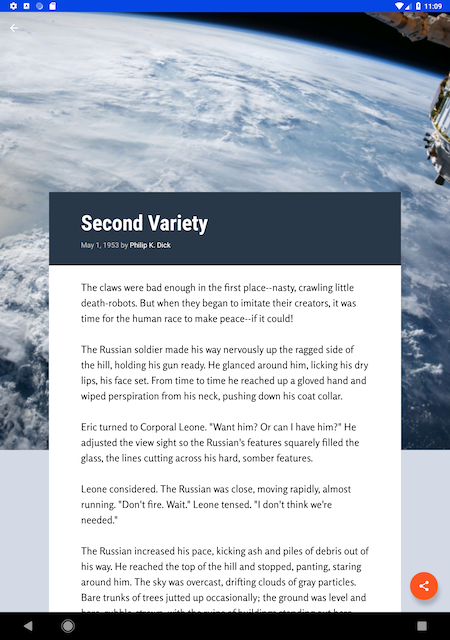 11:09
Second Variety
May 1, 1953 by Philip K. Dick
The claws were bad enough in the first place--nasty, crawling little
death-robots. But when they began to imitate their creators, it was
time for the human race to make peace--if it could!
The Russian soldier made his way nervously up the ragged side of
the hill, holding his gun ready. He glanced around him, licking his dry
lips, his face set. From time to time he reached up a gloved hand and
wiped perspiration from his neck, pushing down his coat collar.
Eric turned to Corporal Leone. "Want him? Or can I have him?" He
adjusted the view sight so the Russian's features squarely filled the
glass, the lines cutting across his hard, somber features.
Leone considered. The Russian was close, moving rapidly, almost
running. "Don't fire. Wait." Leone tensed. "I don't think we're
needed."
The Russian increased his pace, kicking ash and piles of debris out of
his way. He reached the top of the hill and stopped, panting, staring
around him. The sky was overcast, drifting clouds of gray particles.
Bare trunks of trees jutted up occasionally; the ground was level and